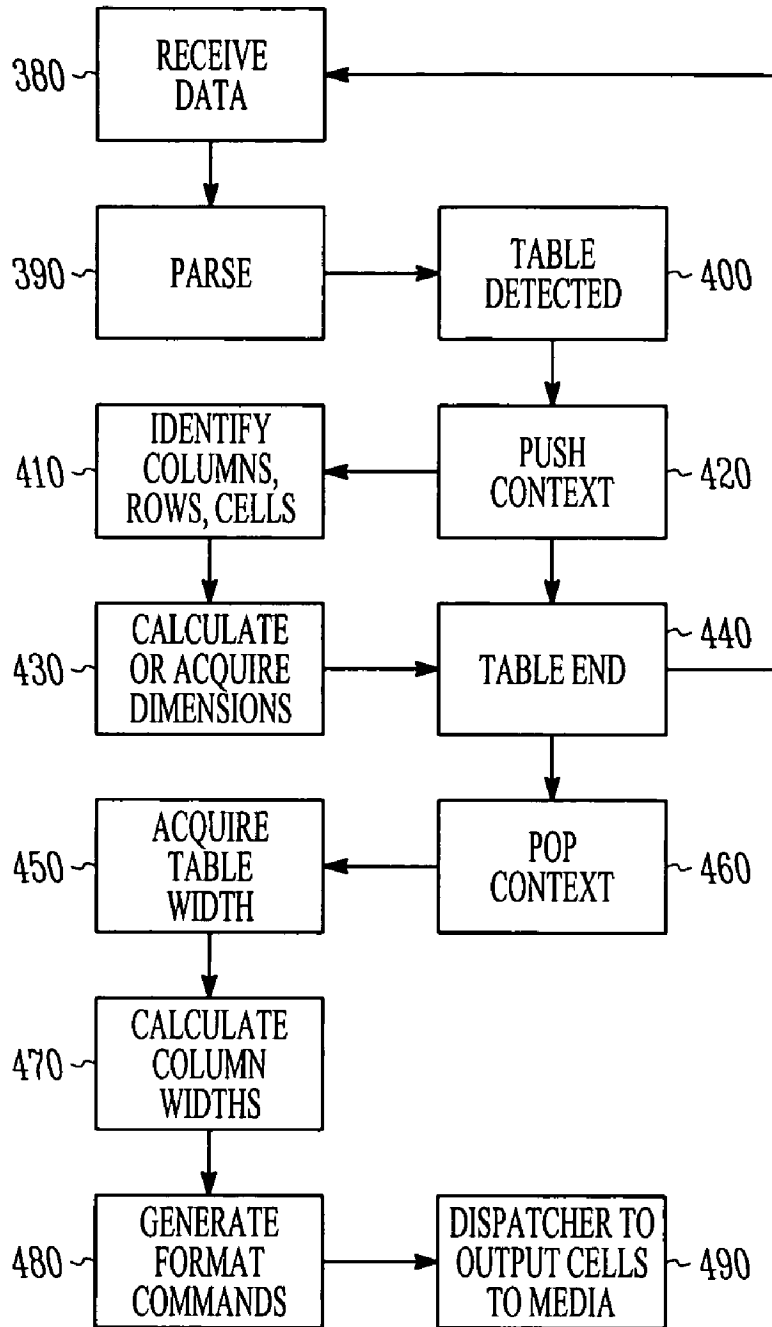 380
RECEIVE
DATA
390
PARSE
TABLE
DETECTED
400
410
IDENTIFY
COLUMNS,
ROWS, CELLS
PUSH
CONTEXT
420
430
CALCULATE
OR ACQUIRE
DIMENSIONS
TABLE END
440
450
ACQUIRE
TABLE
WIDTH
POP
CONTEXT
460
470
CALCULATE
COLUMN
WIDTHS
480
GENERATE
FORMAT
COMMANDS
DISPATCHER TO
OUTPUT CELLS
TO MEDIA
490